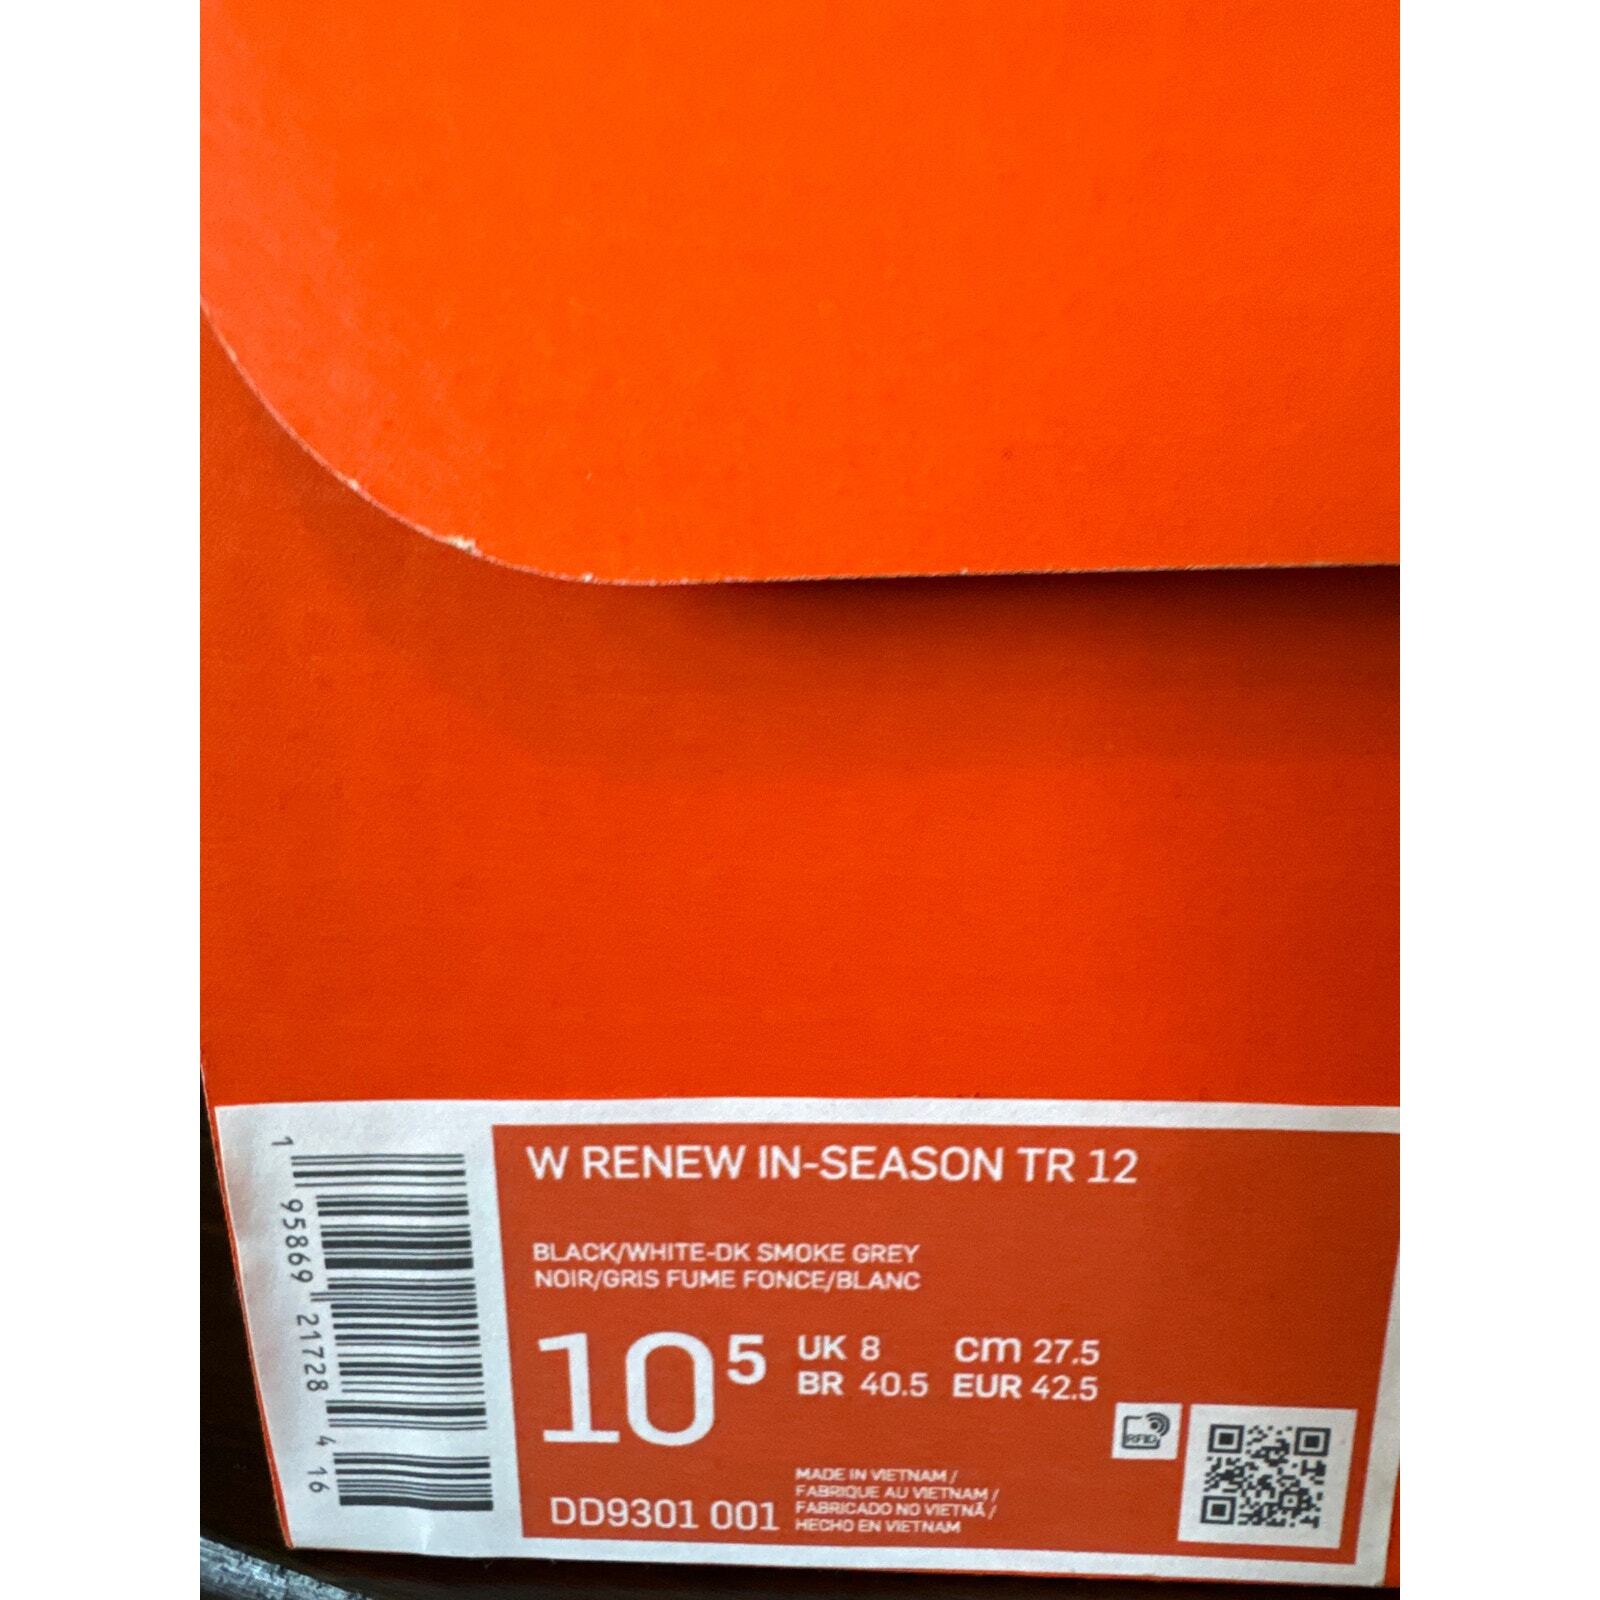 W RENEW IN-SEASON TR 12
BLACK/WHITE-DK SMOKE GREY
NOIR/GRIS FUME FONCE/BLANC
10 5
UK 8 cm 27.5
BR 40.5 EUR 42.5
RFID
DD9301 001
MADE IN VIETNAM /
FABRIQUE AU VIETNAM /
FABRICADO NO VIETNÃ /
HECHO EN VIETNAM
1 95869 21728 4 16